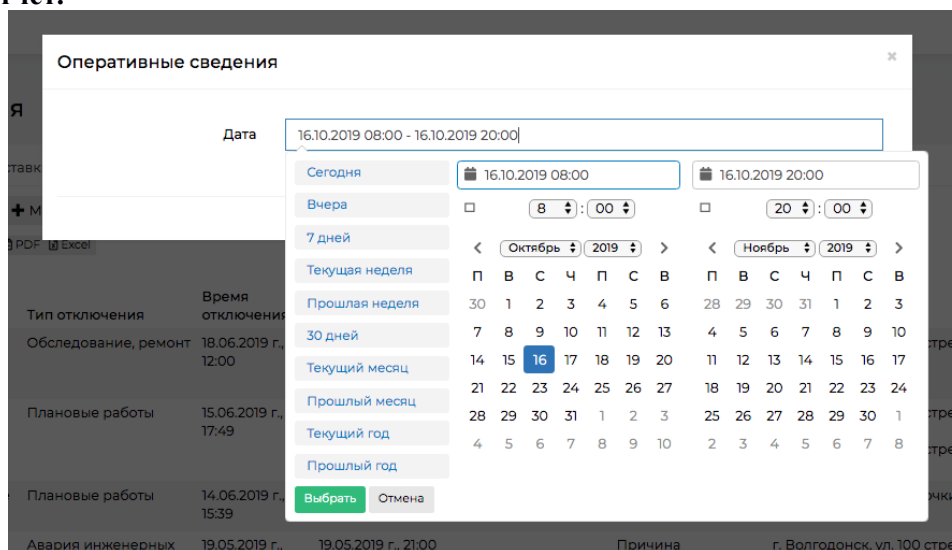 Оперативные сведения ×
я
Дата 16.10.2019 08:00 - 16.10.2019 20:00
Сегодня 16.10.2019 08:00 16.10.2019 20:00
Вчера 8 : 00 20 : 00
7 дней Октябрь 2019 Ноябрь 2019
PDF Excel
Текущая неделя П В С Ч П С В П В С Ч П С В
Прошлая неделя 30 1 2 3 4 5 6 28 29 30 31 1 2 3
Время
Тип отключения отключения
30 дней 7 8 9 10 11 12 13 4 5 6 7 8 9 10
Обследование, ремонт 18.06.2019 г.,
12:00
Текущий месяц 14 15 16 17 18 19 20 11 12 13 14 15 16 17
Прошлый месяц 21 22 23 24 25 26 27 18 19 20 21 22 23 24
Плановые работы 15.06.2019 г.,
17:49
Текущий год 28 29 30 31 1 2 3 25 26 27 28 29 30 1
Прошлый год 4 5 6 7 8 9 10 2 3 4 5 6 7 8
Выбрать Отмена
Плановые работы 14.06.2019 г.,
15:39
Авария инженерных 19.05.2019 г., 19.05.2019 г., 21:00 Причина г. Волгодонск, ул. 100